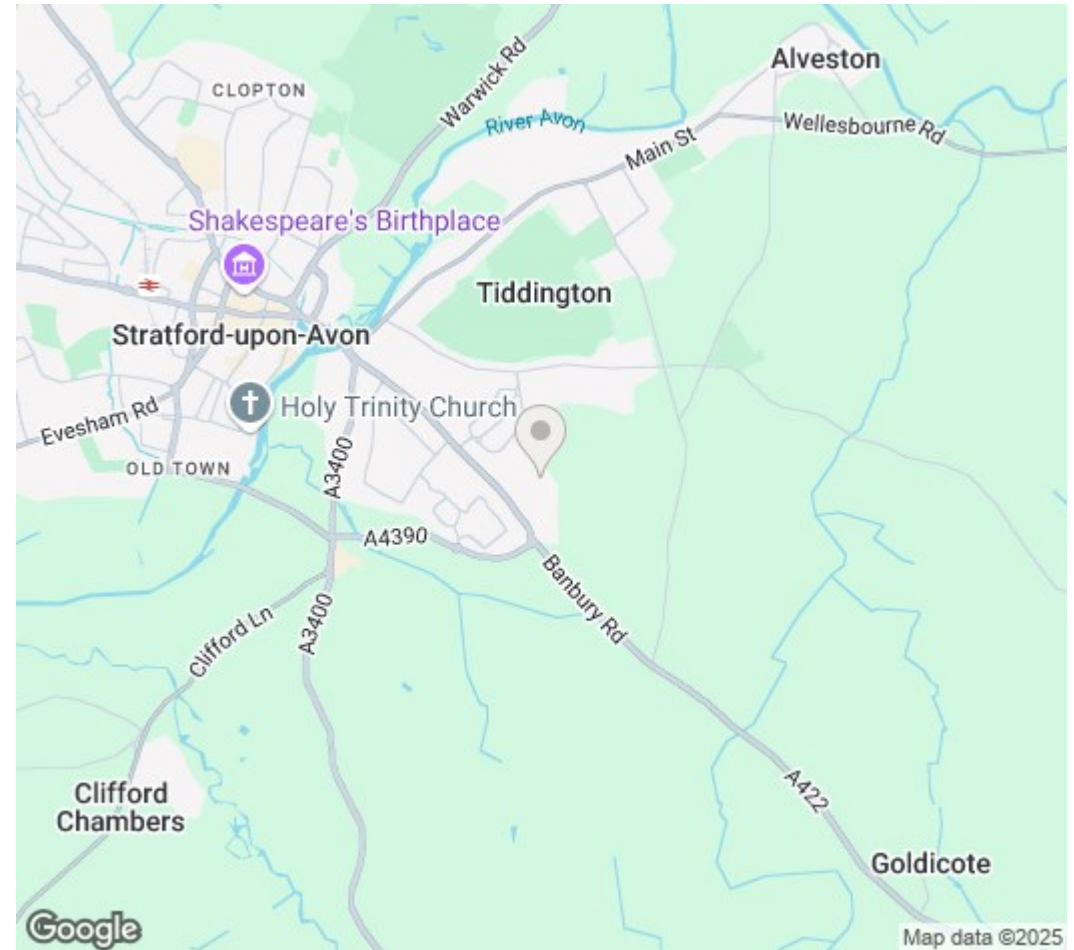 Alveston
CLOPTON
Warwick Rd
River Avon
Wellesbourne Rd
Main St
Shakespeare's Birthplace
Tiddington
Stratford-upon-Avon
Holy Trinity Church
Evesham Rd
A3400
OLD TOWN
A4390
Banbury Rd
Clifford Ln
A3400
A422
Clifford
Chambers
Goldicote
Google
Map data ©2025